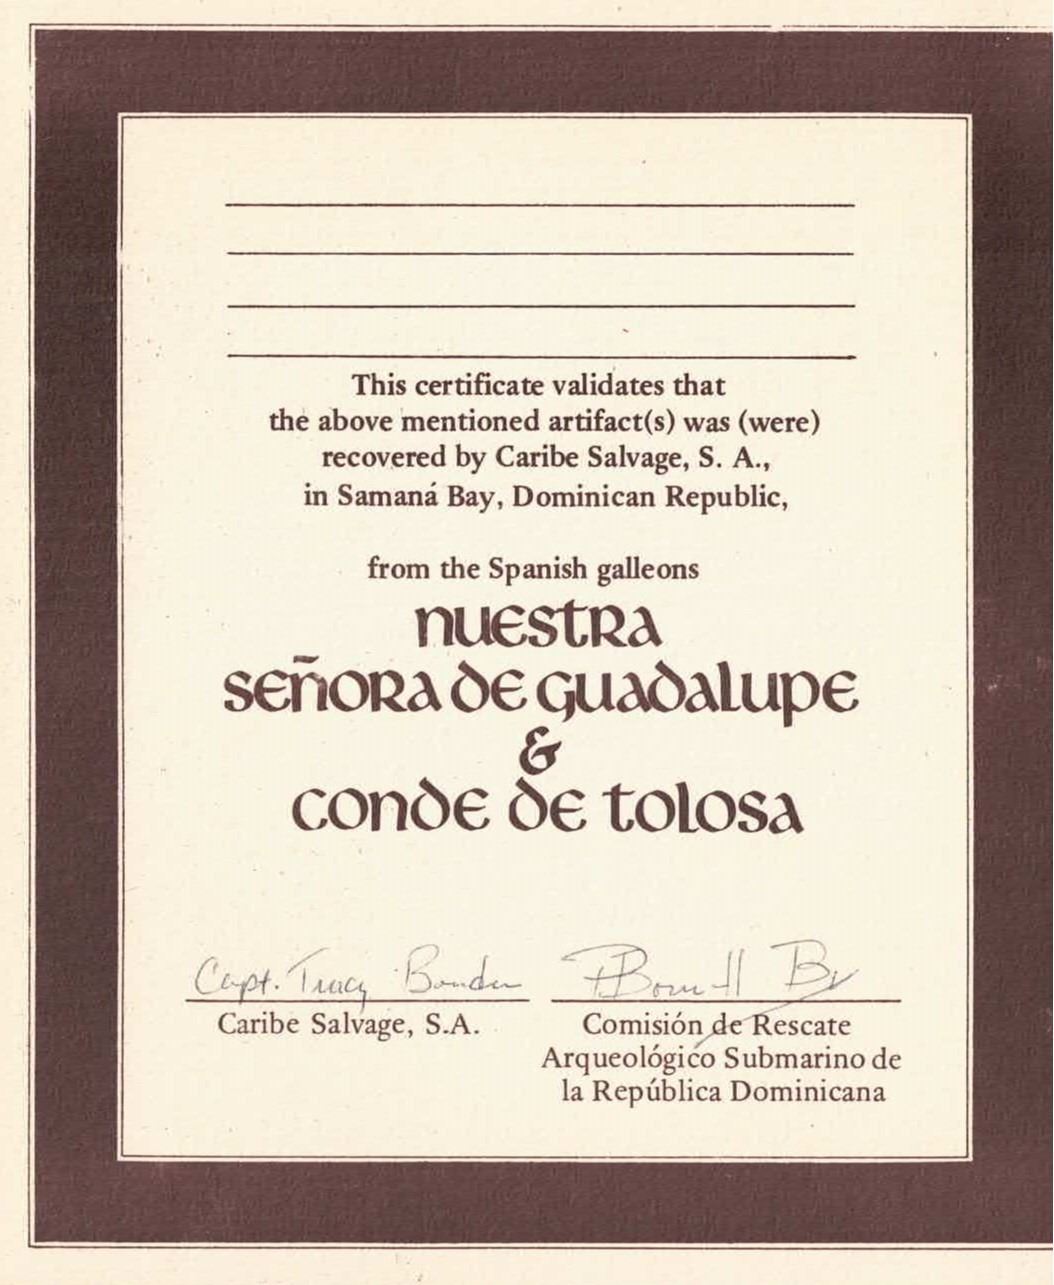 This certificate validates that
the above mentioned artifact(s) was (were)
recovered by Caribe Salvage, S. A.,
in Samaná Bay, Dominican Republic,
from the Spanish galleons
nuestra
señora de guadalupe
&
conde de tolosa
Capt. Tracy
Caribe Salvage, S.A.
Comisión de Rescate
Arqueológico Submarino de
la República Dominicana